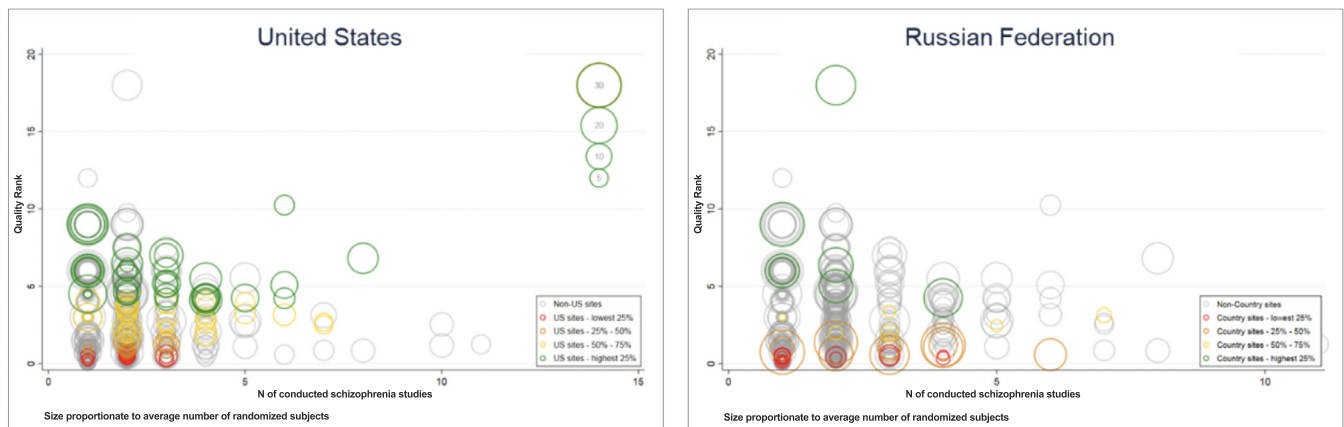 United States
20
15
10
5
0
Quality Rank
30
20
10
5
Non-US sites
US sites - lowest 25%
US sites - 25% - 50%
US sites - 50% - 75%
US sites - highest 25%
0
5
10
15
N of conducted schizophrenia studies
Size proportionate to average number of randomized subjects
Russian Federation
20
15
10
5
0
Quality Rank
Non-Country sites
Country sites - lowest 25%
Country sites - 25% - 50%
Country sites - 50% - 75%
Country sites - highest 25%
0
5
10
N of conducted schizophrenia studies
Size proportionate to average number of randomized subjects